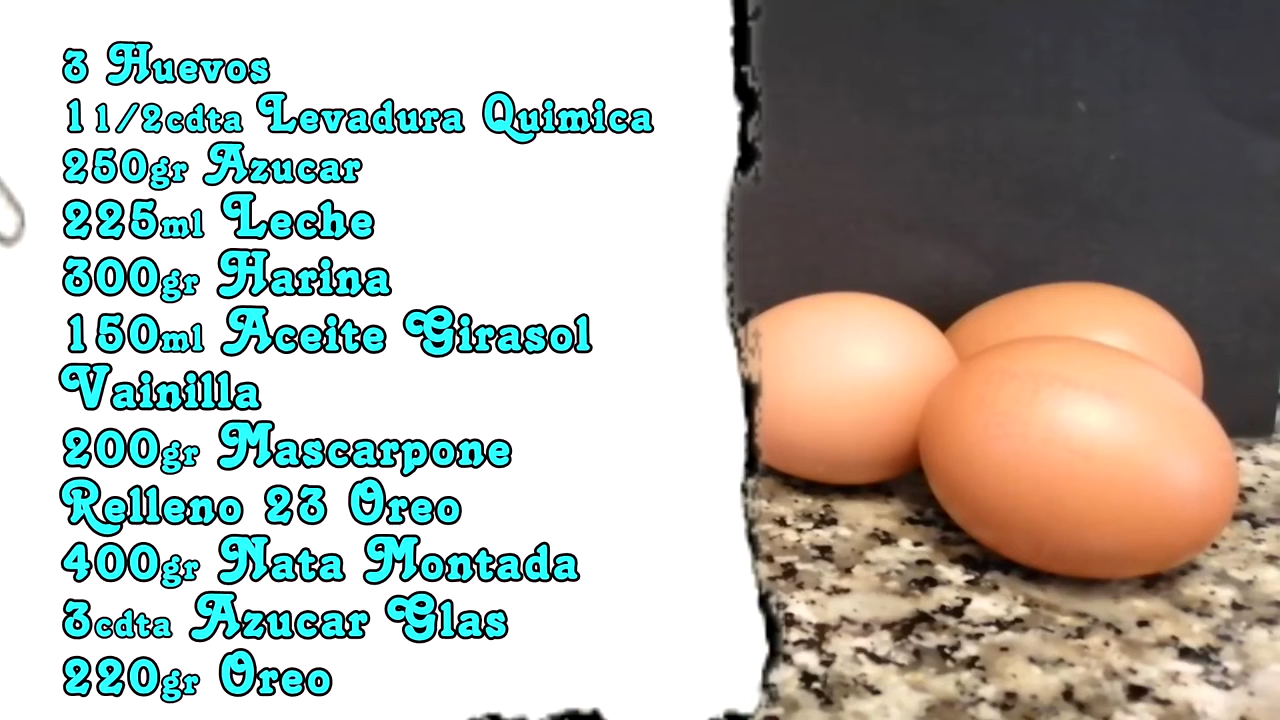 3 Huevos
1 1/2cdta Levadura Quimica
250gr Azucar
225ml Leche
300gr Harina
150ml Aceite Girasol
Vainilla
200gr Mascarpone
Relleno 23 Oreo
400gr Nata Montada
3cdta Azucar Glas
220gr Oreo